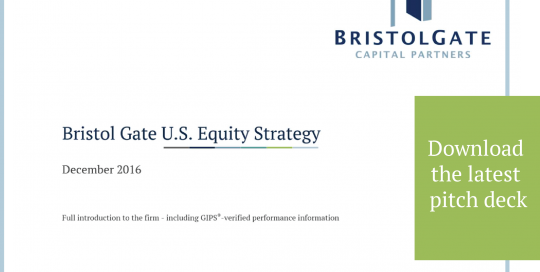 BRISTOLGATE
CAPITAL PARTNERS
Bristol Gate U.S. Equity Strategy
December 2016
Full introduction to the firm - including GIPS®-verified performance information
Download
the latest
pitch deck